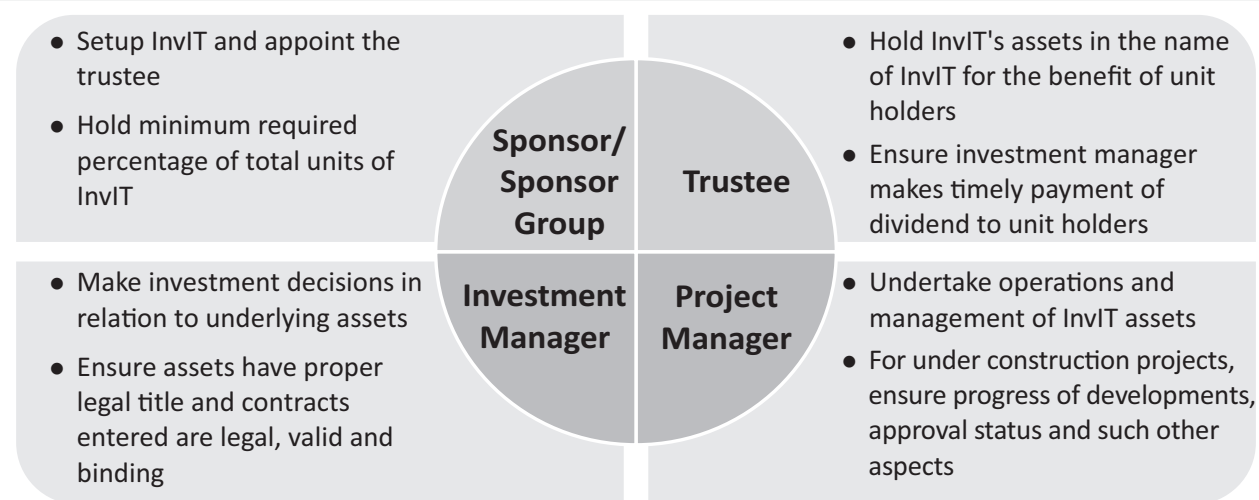 ● Setup InvIT and appoint the
trustee
● Hold minimum required
percentage of total units of
InvIT
Sponsor/
Sponsor
Group
Trustee
● Hold InvIT's assets in the name
of InvIT for the benefit of unit
holders
● Ensure investment manager
makes timely payment of
dividend to unit holders
● Make investment decisions in
relation to underlying assets
● Ensure assets have proper
legal title and contracts
entered are legal, valid and
binding
Investment
Manager
Project
Manager
● Undertake operations and
management of InvIT assets
● For under construction projects,
ensure progress of developments,
approval status and such other
aspects